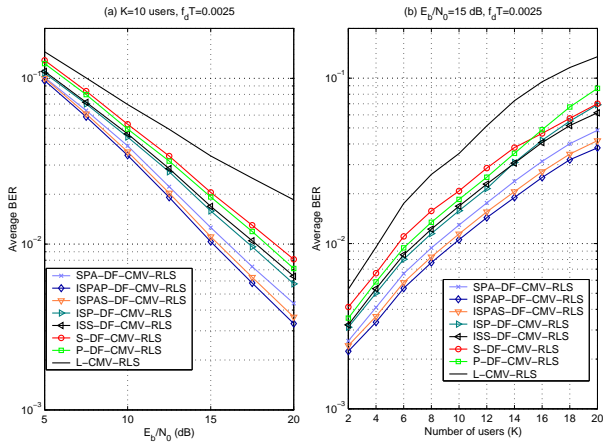 (a) K=10 users, f_dT=0.0025
Average BER
10^−1
10^−2
10^−3
SPA−DF−CMV−RLS
ISPAP−DF−CMV−RLS
ISPAS−DF−CMV−RLS
ISP−DF−CMV−RLS
ISS−DF−CMV−RLS
S−DF−CMV−RLS
P−DF−CMV−RLS
L−CMV−RLS
5 10 15 20
E_b/N_0 (dB)
(b) E_b/N_0=15 dB, f_dT=0.0025
Average BER
10^−1
10^−2
10^−3
SPA−DF−CMV−RLS
ISPAP−DF−CMV−RLS
ISPAS−DF−CMV−RLS
ISP−DF−CMV−RLS
ISS−DF−CMV−RLS
S−DF−CMV−RLS
P−DF−CMV−RLS
L−CMV−RLS
2 4 6 8 10 12 14 16 18 20
Number of users (K)